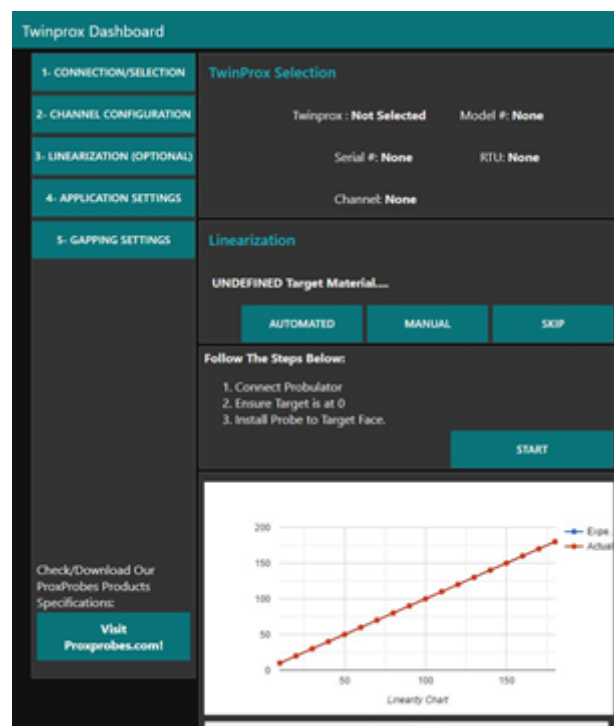 Twinprox Dashboard
1- CONNECTION/SELECTION
2- CHANNEL CONFIGURATION
3- LINEARIZATION (OPTIONAL)
4- APPLICATION SETTINGS
5- GAPPING SETTINGS
Check/Download Our
ProxProbes Products
Specifications:
Visit
Proxprobes.com!
TwinProx Selection
Twinprox : Not Selected Model #: None
Serial #: None RTU: None
Channel: None
Linearization
UNDEFINED Target Material....
AUTOMATED MANUAL SKIP
Follow The Steps Below:
1. Connect Probulator
2. Ensure Target is at 0
3. Install Probe to Target Face.
START
200
150
100
50
0
50 100 150
Linearity Chart
Expe...
Actual